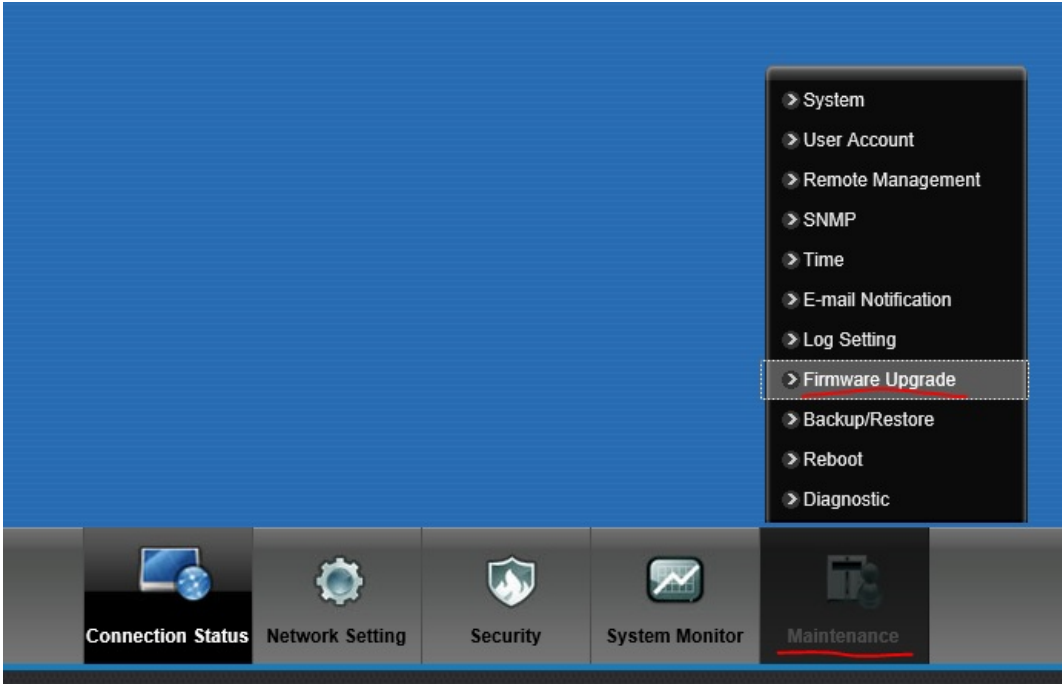 System
User Account
Remote Management
SNMP
Time
E-mail Notification
Log Setting
Firmware Upgrade
Backup/Restore
Reboot
Diagnostic
Connection Status
Network Setting
Security
System Monitor
Maintenance